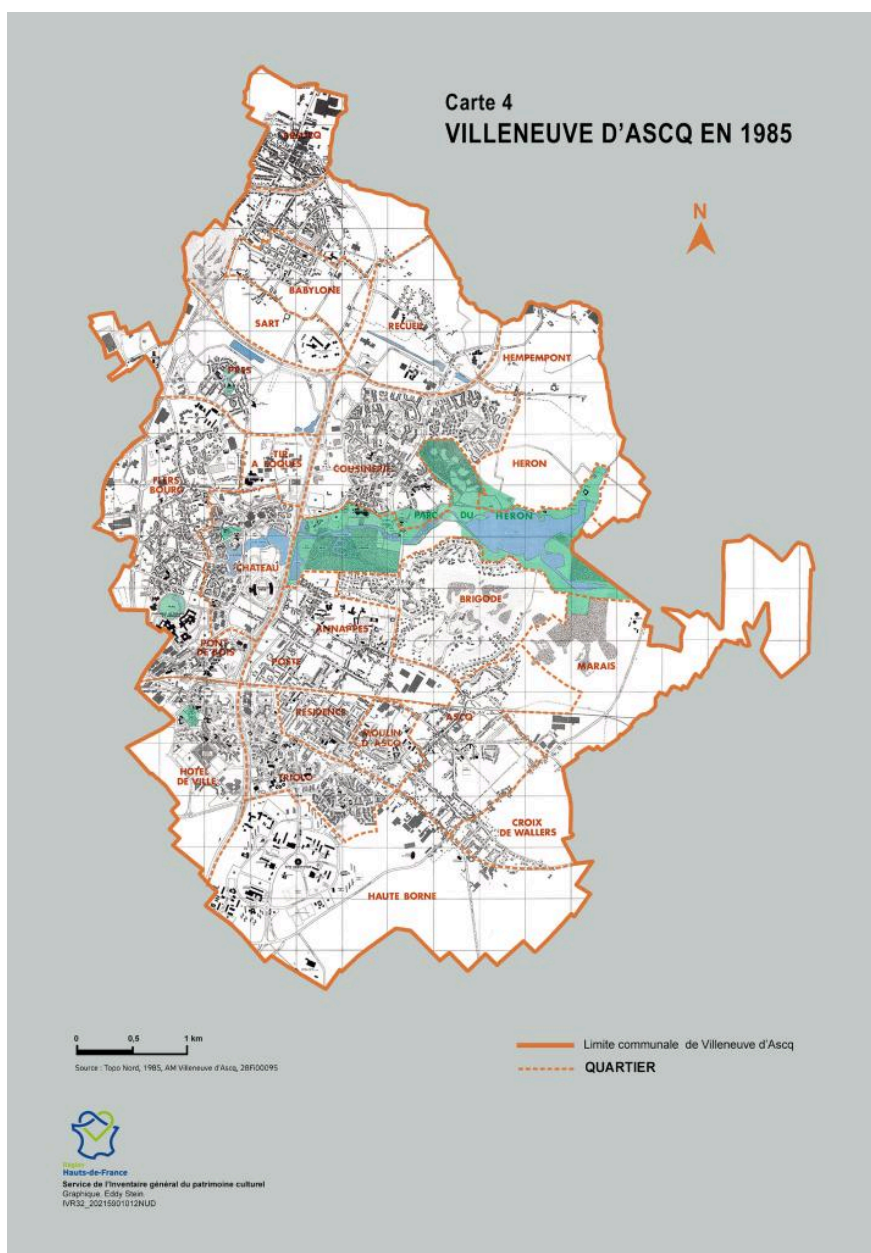 Carte 4
VILLENEUVE D'ASCQ EN 1985
N
BABYLONE
SART
RECUEIL
HEMPEMPONT
PRES
TIR
A LOQUES
COUSINERIE
HERON
FLERS
BOURG
PARC DU HERON
CHATEAU
BRIGODE
ANNAPPES
PONT
DE BOIS
POSTE
MARAIS
RESIDENCE
MOULIN
D'ASCQ
ASCQ
HOTEL
DE VILLE
TRIOLO
CROIX
DE WALLERS
HAUTE BORNE
0 0,5 1 km
Source : Topo Nord, 1985, AM Villeneuve d'Ascq, 28Fi00095
Limite communale de Villeneuve d'Ascq
QUARTIER
Région
Hauts-de-France
Service de l'Inventaire général du patrimoine culturel
Graphique. Eddy Stein
IVR32_20215901012NUD